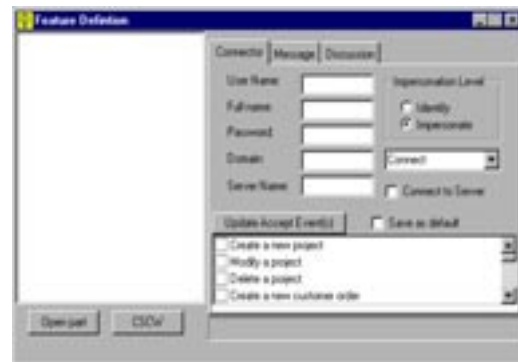 Feature Definition
Connector Message Discussion
User Name:
Full name:
Password:
Domain:
Server Name:
Impersonation Level
Identify
Impersonate
Connect
Connect to Server
Update Accept Event(s)
Save as default
Create a new project
Modify a project
Delete a project
Create a new customer order
Open part
CSCW